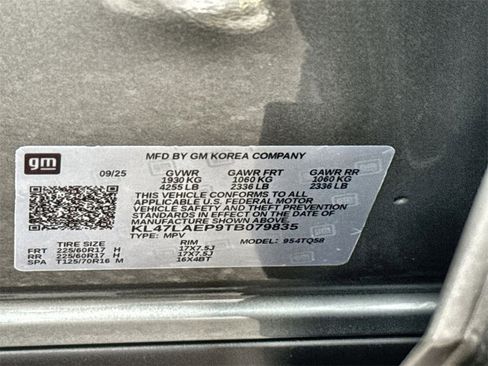 gm
MFD BY GM KOREA COMPANY
09/25 GVWR GAWR FRT GAWR RR
1930 KG 1060 KG 1060 KG
4255 LB 2336 LB 2336 LB
THIS VEHICLE CONFORMS TO ALL
APPLICABLE U.S. FEDERAL MOTOR
VEHICLE SAFETY AND THEFT PREVENTION
STANDARDS IN EFFECT ON THE DATE OF
MANUFACTURE SHOWN ABOVE.
KL47LAEP9TB079835
TYPE: MPV MODEL: 954TQ58
TIRE SIZE RIM
FRT 225/60R17 H 17X7.5J
RR 225/60R17 H 17X7.5J
SPA T125/70R16 M 16X4BT